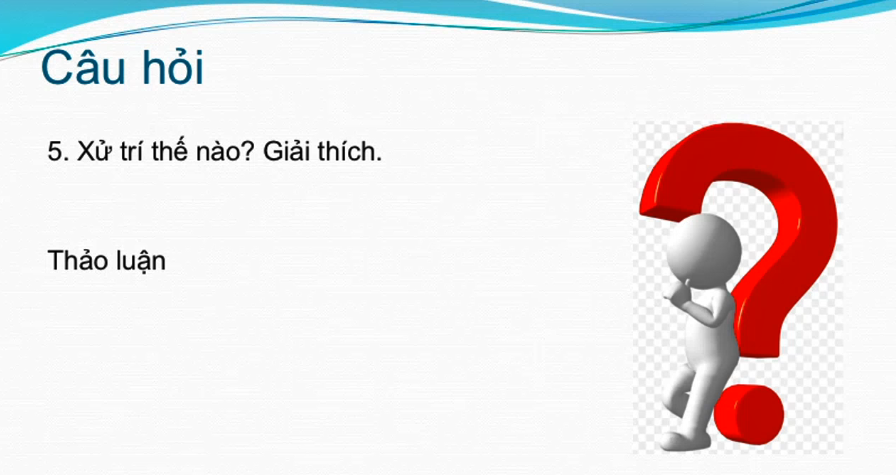 Câu hỏi
5. Xử trí thế nào? Giải thích.
Thảo luận